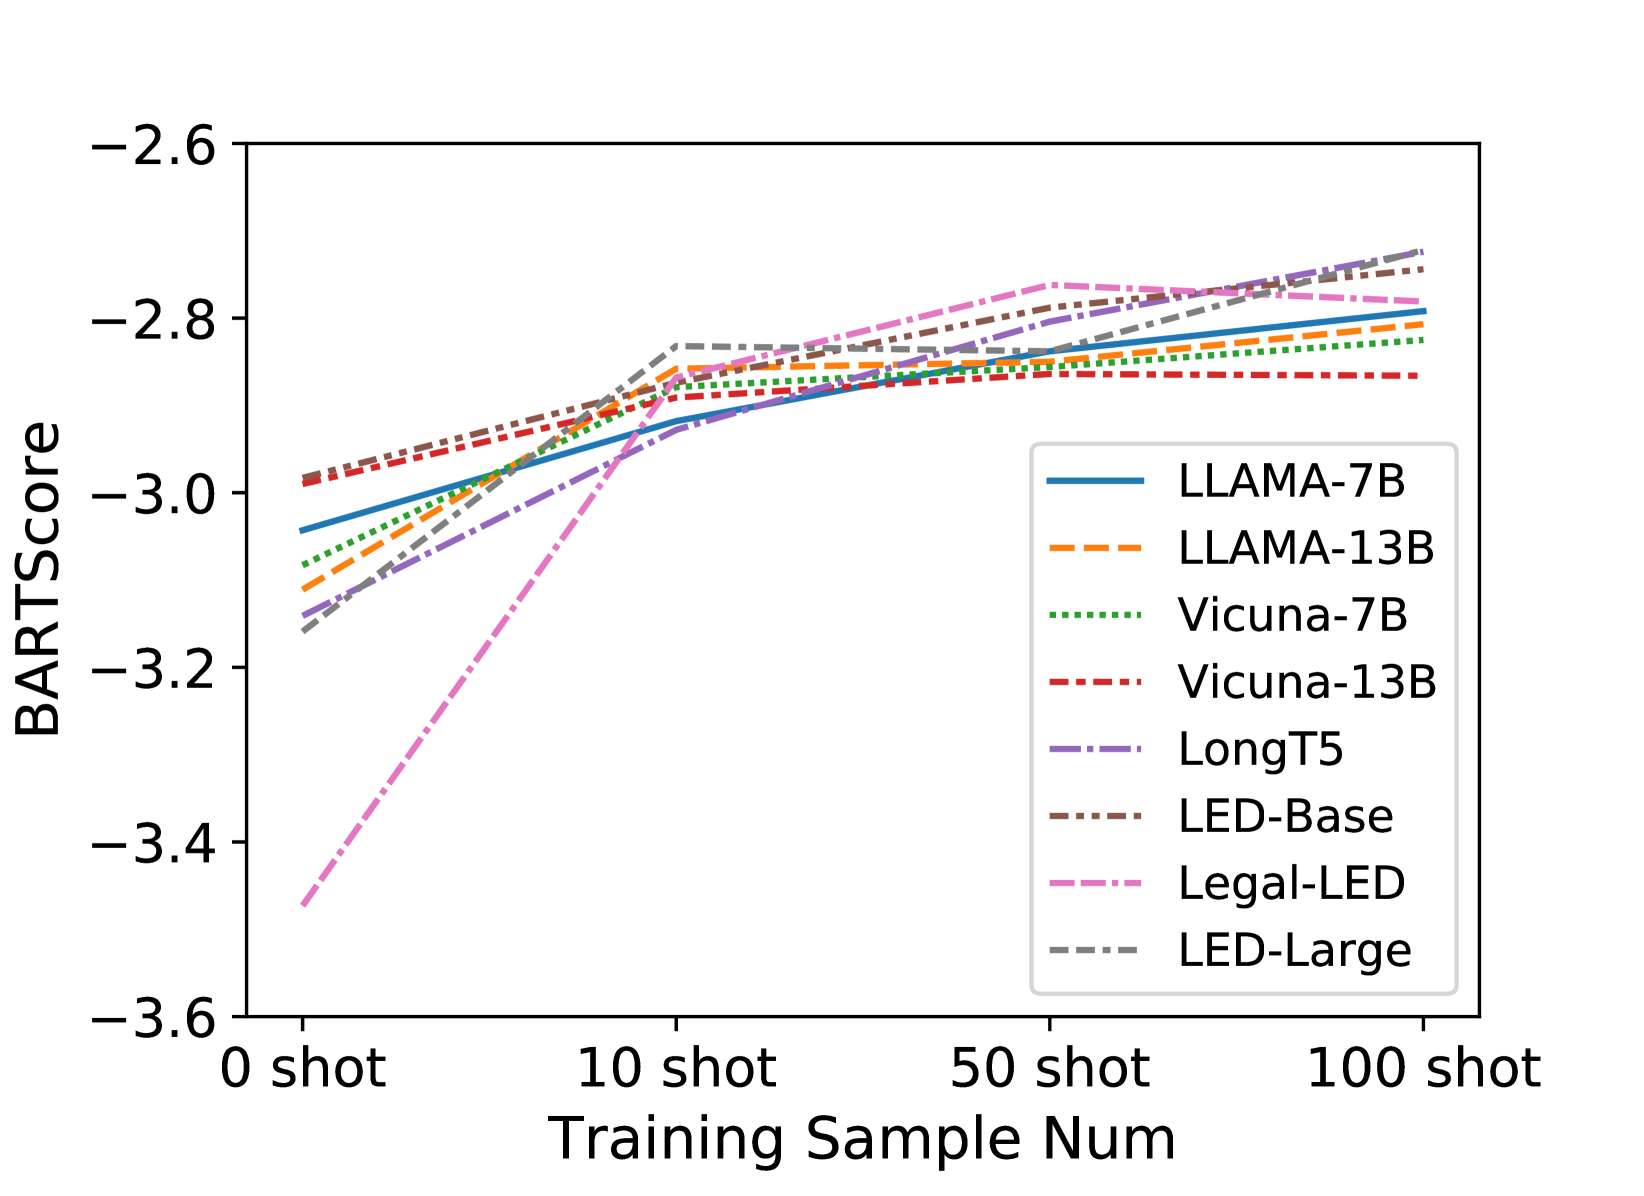 −2.6
−2.8
−3.0
−3.2
−3.4
−3.6
BARTScore
LLAMA-7B
LLAMA-13B
Vicuna-7B
Vicuna-13B
LongT5
LED-Base
Legal-LED
LED-Large
0 shot
10 shot
50 shot
100 shot
Training Sample Num